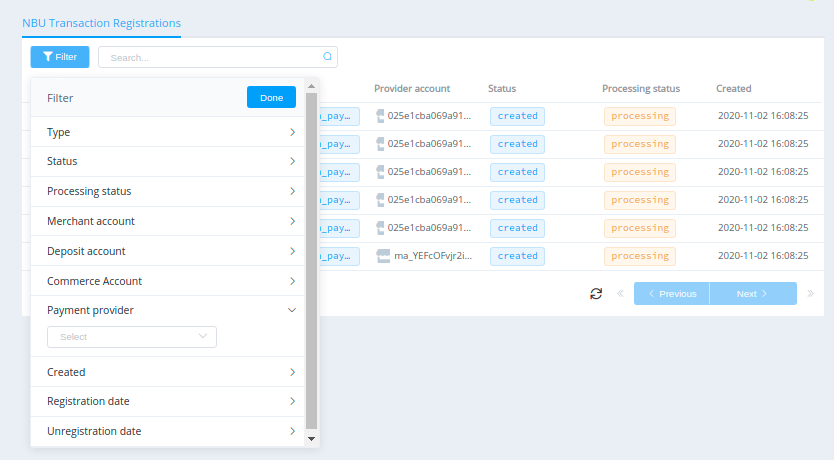 NBU Transaction Registrations
Filter
Search...
Provider account Status Processing status Created
_pay... 025e1cba069a91... created processing 2020-11-02 16:08:25
_pay... 025e1cba069a91... created processing 2020-11-02 16:08:25
_pay... 025e1cba069a91... created processing 2020-11-02 16:08:25
_pay... 025e1cba069a91... created processing 2020-11-02 16:08:25
_pay... 025e1cba069a91... created processing 2020-11-02 16:08:25
_pay... ma_YEFcOFvjr2i... created processing 2020-11-02 16:08:25
« < Previous Next > »
Filter Done
Type
Status
Processing status
Merchant account
Deposit account
Commerce Account
Payment provider
Select
Created
Registration date
Unregistration date